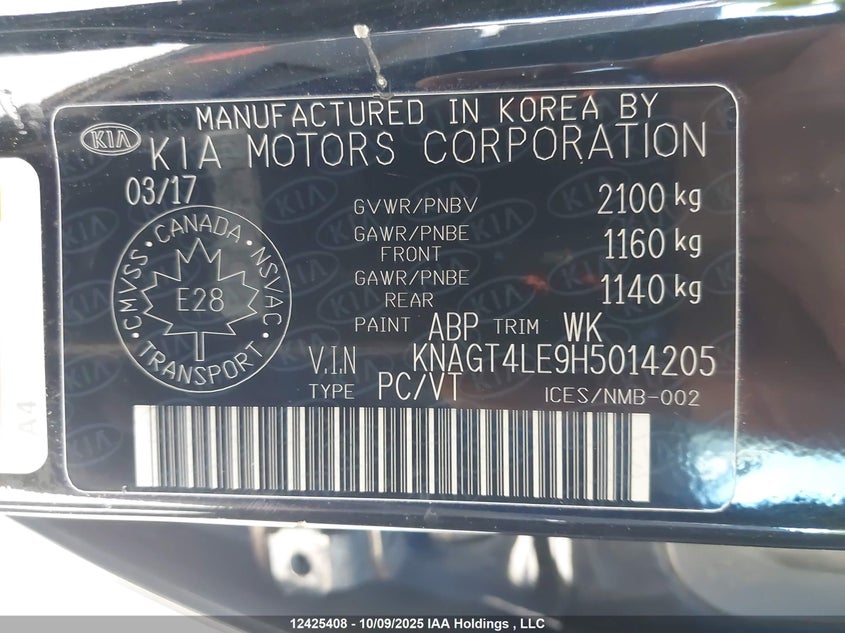 MANUFACTURED IN KOREA BY
KIA KIA MOTORS CORPORATION
03/17
GVWR/PNBV 2100 kg
GAWR/PNBE FRONT 1160 kg
GAWR/PNBE REAR 1140 kg
CANADA · NSVAC · TRANSPORT · CMVSS ·
E28
PAINT ABP TRIM WK
V.I.N KNAGT4LE9H5014205
TYPE PC/VT ICES/NMB-002
A4
12425408 - 10/09/2025 IAA Holdings , LLC